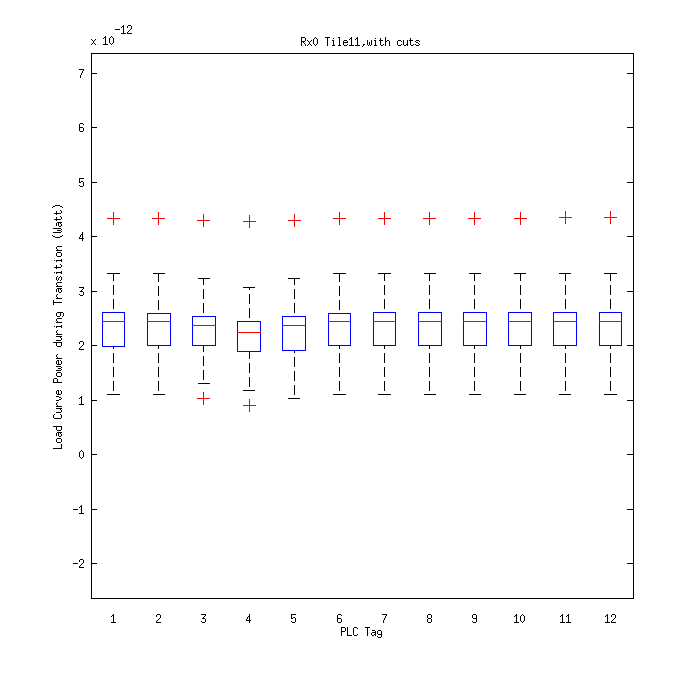 x 10-12
Rx0 Tile11,with cuts
7
6
5
4
3
2
1
0
-1
-2
Load Curve Power during Transition (Watt)
1 2 3 4 5 6 7 8 9 10 11 12
PLC Tag